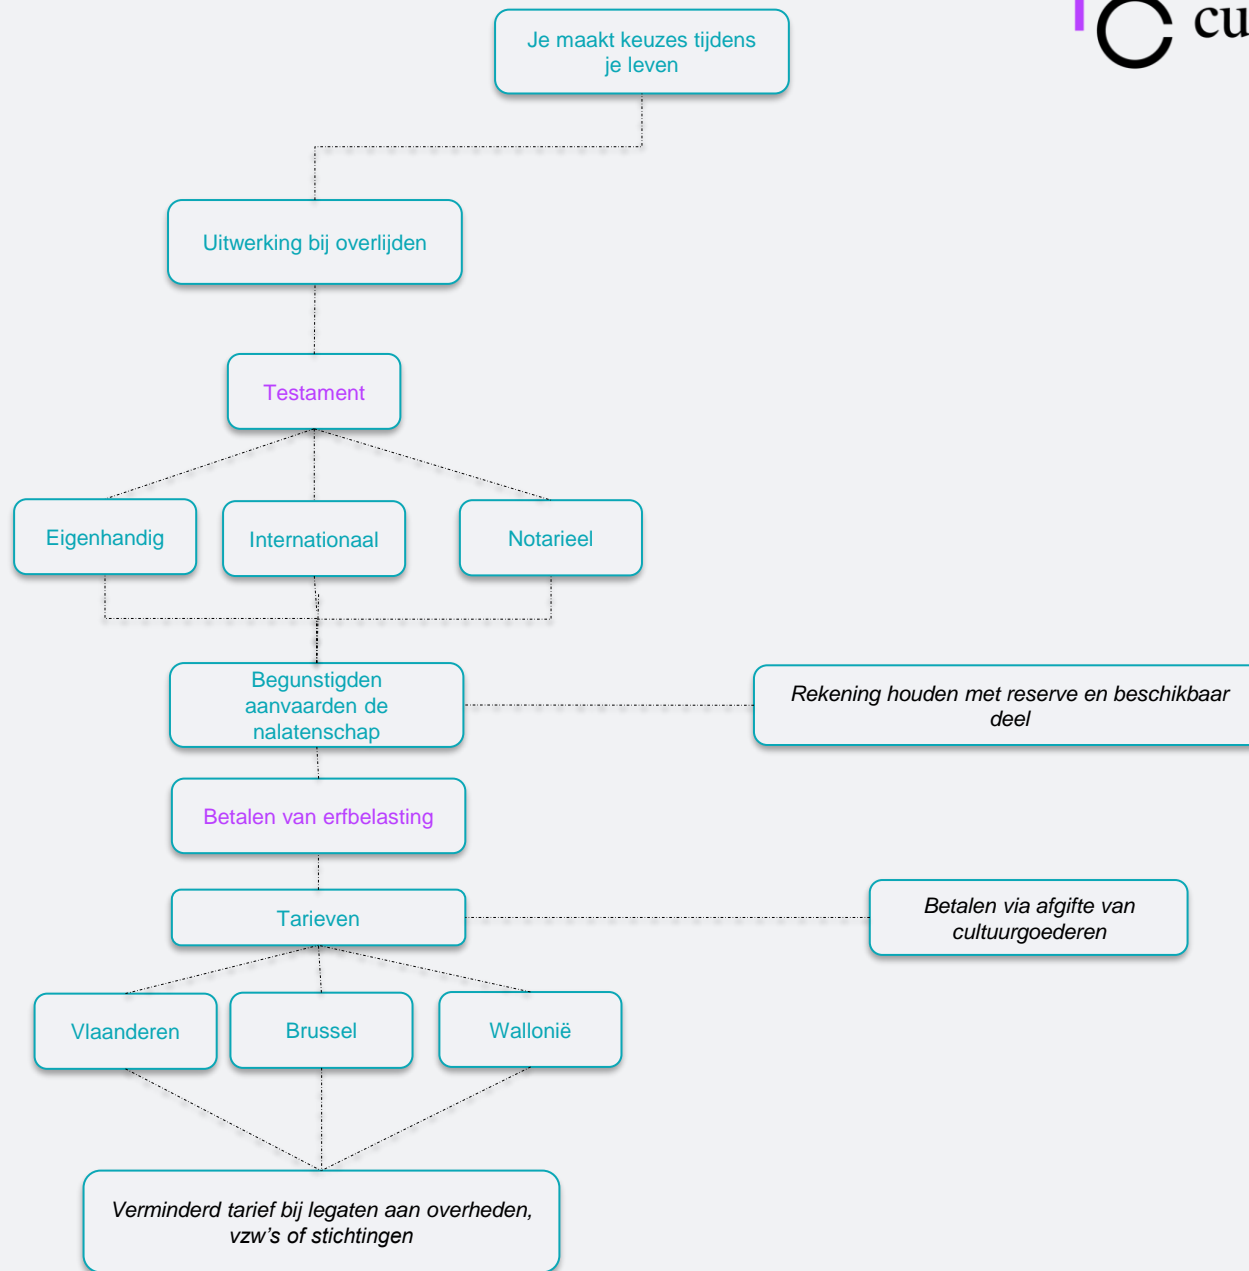 cu
Je maakt keuzes tijdens
je leven
Uitwerking bij overlijden
Testament
Eigenhandig
Internationaal
Notarieel
Begunstigden
aanvaarden de
nalatenschap
Rekening houden met reserve en beschikbaar
deel
Betalen van erfbelasting
Tarieven
Betalen via afgifte van
cultuurgoederen
Vlaanderen
Brussel
Wallonië
Verminderd tarief bij legaten aan overheden,
vzw's of stichtingen